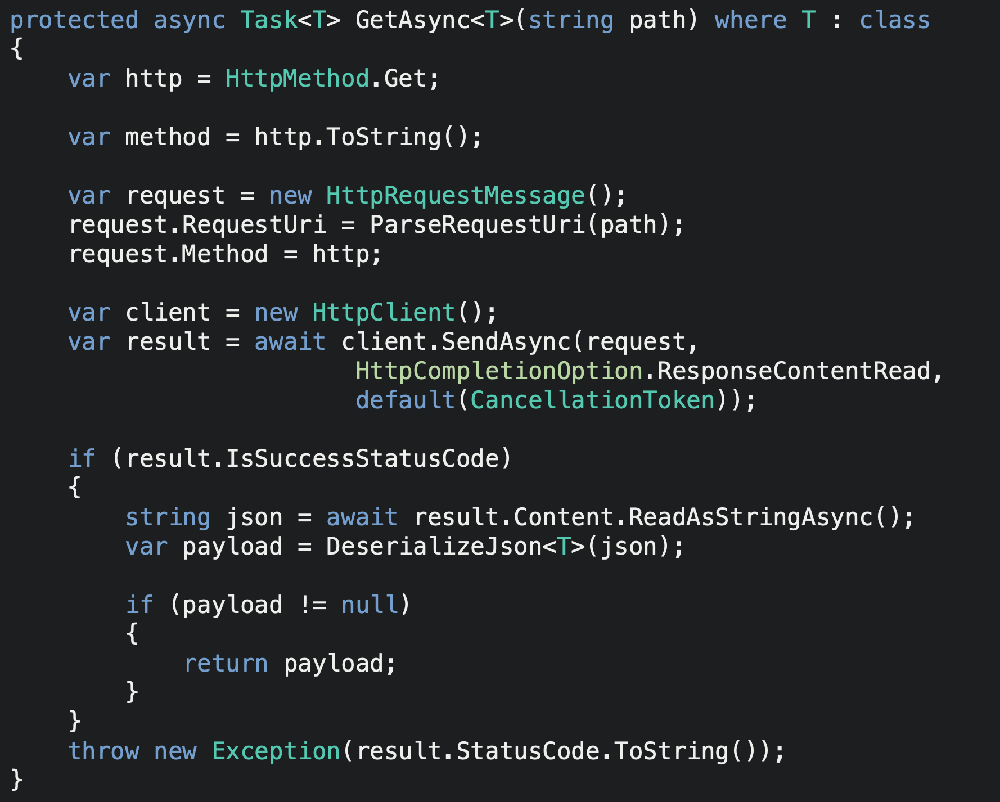 protected async Task<T> GetAsync<T>(string path) where T : class
{
    var http = HttpMethod.Get;

    var method = http.ToString();

    var request = new HttpRequestMessage();
    request.RequestUri = ParseRequestUri(path);
    request.Method = http;

    var client = new HttpClient();
    var result = await client.SendAsync(request,
                        HttpCompletionOption.ResponseContentRead,
                        default(CancellationToken));

    if (result.IsSuccessStatusCode)
    {
        string json = await result.Content.ReadAsStringAsync();
        var payload = DeserializeJson<T>(json);

        if (payload != null)
        {
            return payload;
        }
    }
    throw new Exception(result.StatusCode.ToString());
}